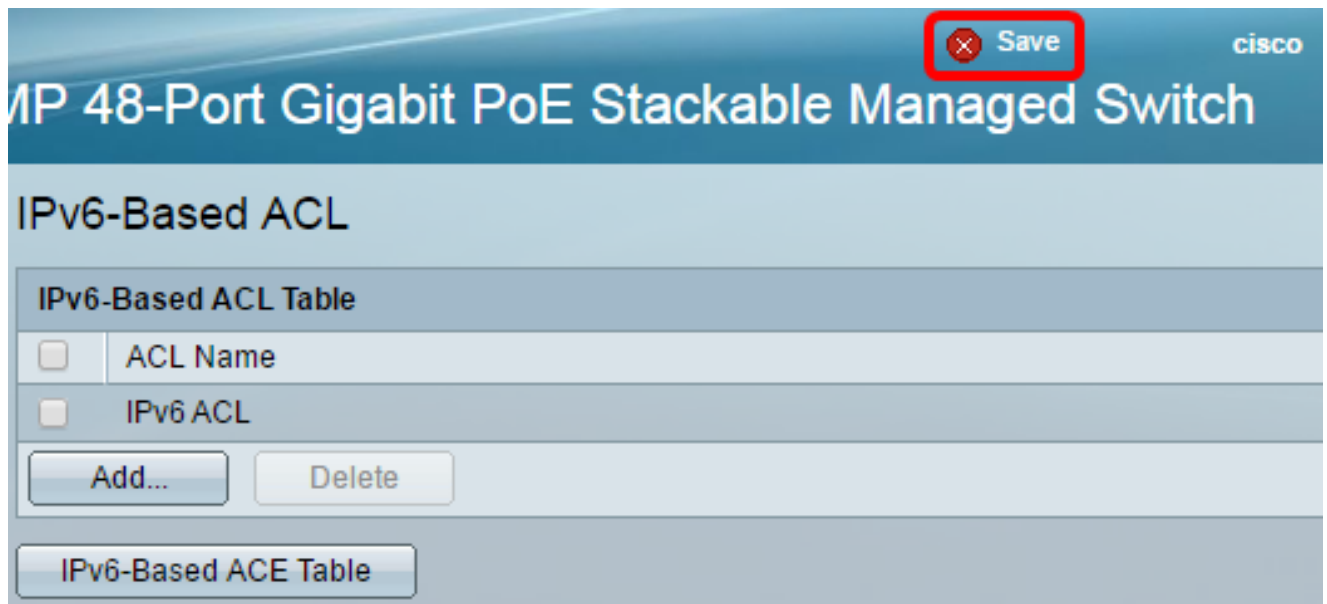 Save cisco
MP 48-Port Gigabit PoE Stackable Managed Switch
IPv6-Based ACL
IPv6-Based ACL Table
ACL Name
IPv6 ACL
Add... Delete
IPv6-Based ACE Table